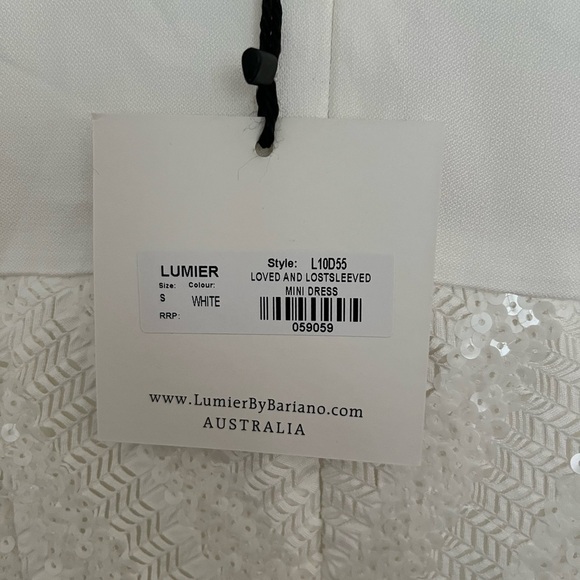 LUMIER
Style: L10D55
LOVED AND LOSTSLEEVED
MINI DRESS
Size: Colour:
S WHITE
RRP:
059059
www.LumierByBariano.com
AUSTRALIA